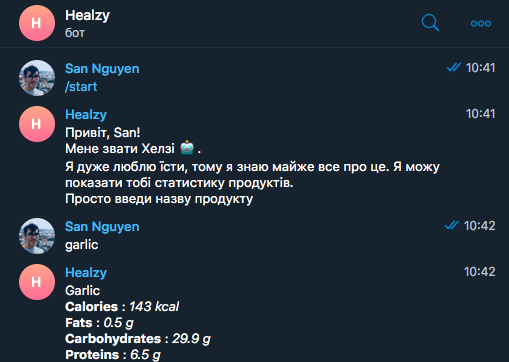 Healzy
бот
San Nguyen
10:41
/start
Healzy
10:41
Привіт, San!
Мене звати Хелзі 🤖 .
Я дуже люблю їсти, тому я знаю майже все про це. Я можу
показати тобі статистику продуктів.
Просто введи назву продукту
San Nguyen
10:42
garlic
Healzy
10:42
Garlic
Calories : 143 kcal
Fats : 0.5 g
Carbohydrates : 29.9 g
Proteins : 6.5 g
H
H
H